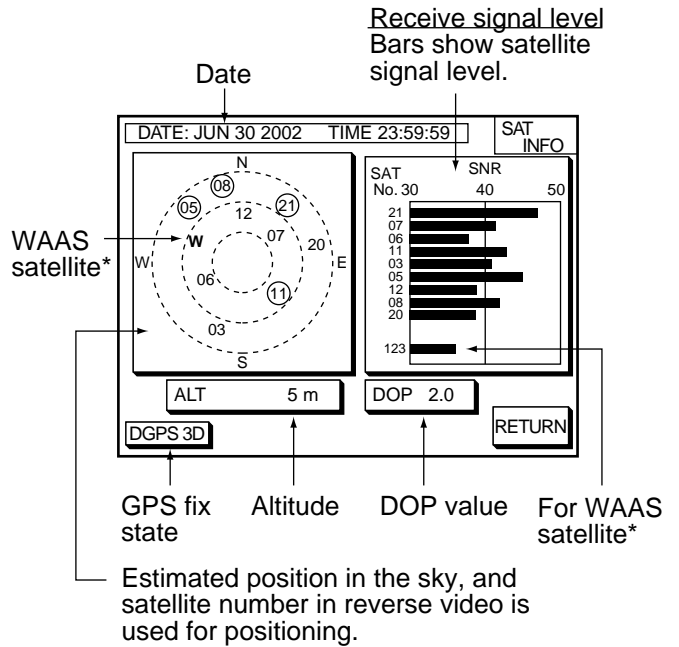 Receive signal level
Bars show satellite
signal level.
Date
DATE: JUN 30 2002 TIME 23:59:59
SAT
INFO
N
08
05
21
12
W
07
20
W
E
06
11
03
S
SNR
SAT
No. 30 40 50
21
07
06
11
03
05
12
08
20
123
WAAS
satellite*
ALT 5 m
DOP 2.0
DGPS 3D
RETURN
GPS fix
state
Altitude
DOP value
For WAAS
satellite*
Estimated position in the sky, and
satellite number in reverse video is
used for positioning.